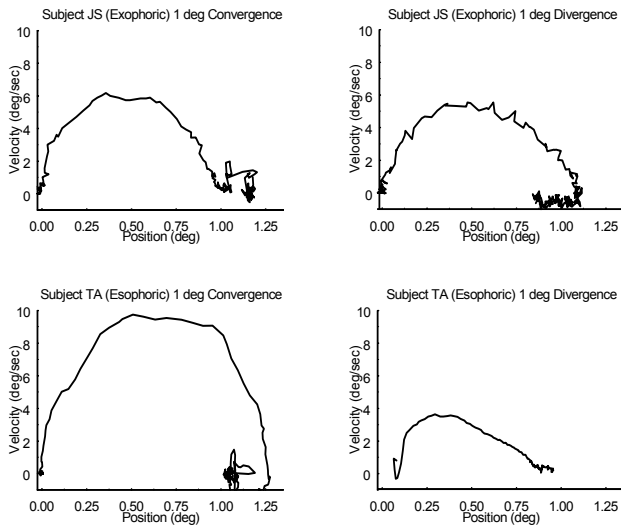 Subject JS (Exophoric) 1 deg Convergence
10
8
6
4
2
0
Velocity (deg/sec)
0.00 0.25 0.50 0.75 1.00 1.25
Position (deg)
Subject JS (Exophoric) 1 deg Divergence
10
8
6
4
2
0
Velocity (deg/sec)
0.00 0.25 0.50 0.75 1.00 1.25
Position (deg)
Subject TA (Esophoric) 1 deg Convergence
10
8
6
4
2
0
Velocity (deg/sec)
0.00 0.25 0.50 0.75 1.00 1.25
Position (deg)
Subject TA (Esophoric) 1 deg Divergence
10
8
6
4
2
0
Velocity (deg/sec)
0.00 0.25 0.50 0.75 1.00 1.25
Position (deg)